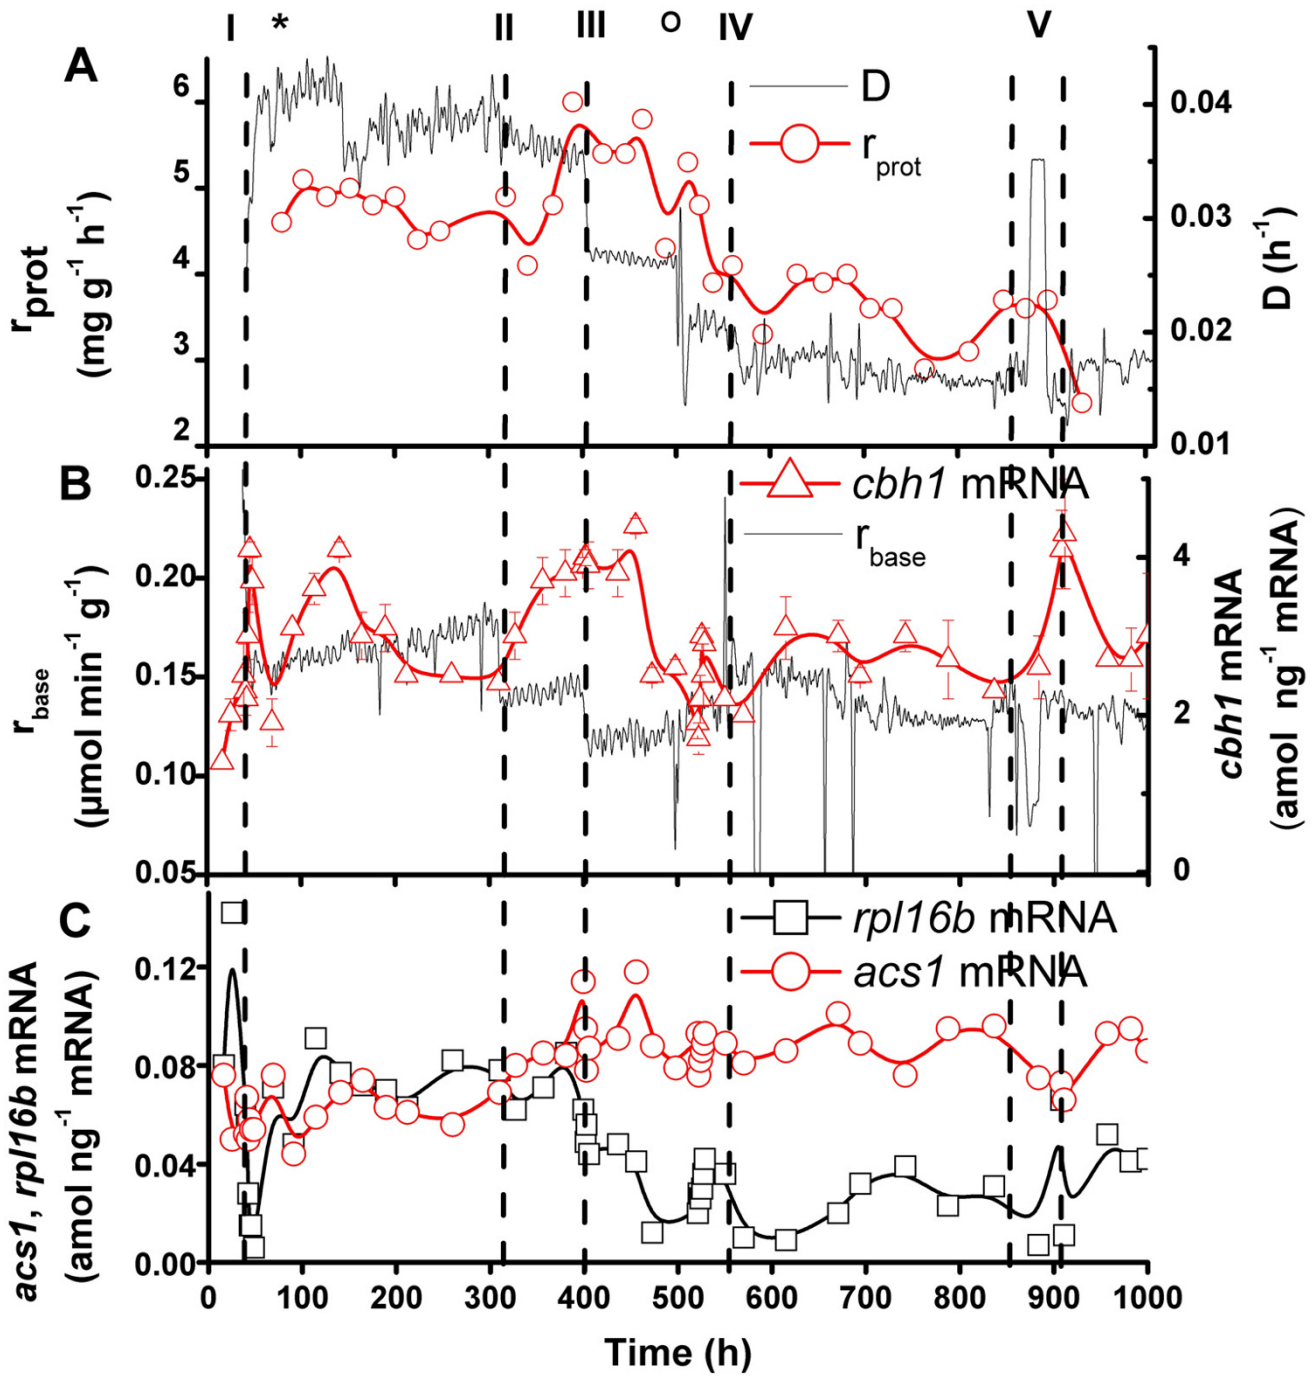 I * II III o IV V
A
6
5
4
3
2
r prot
(mg g⁻¹ h⁻¹)
D
r prot
0.04
0.03
0.02
0.01
D (h⁻¹)
B
0.25
0.20
0.15
0.10
0.05
r base
(µmol min⁻¹ g⁻¹)
cbh1 mRNA
r base
4
2
0
cbh1 mRNA
(amol ng⁻¹ mRNA)
C
0.12
0.08
0.04
0.00
acs1, rpl16b mRNA
(amol ng⁻¹ mRNA)
rpl16b mRNA
acs1 mRNA
0 100 200 300 400 500 600 700 800 900 1000
Time (h)